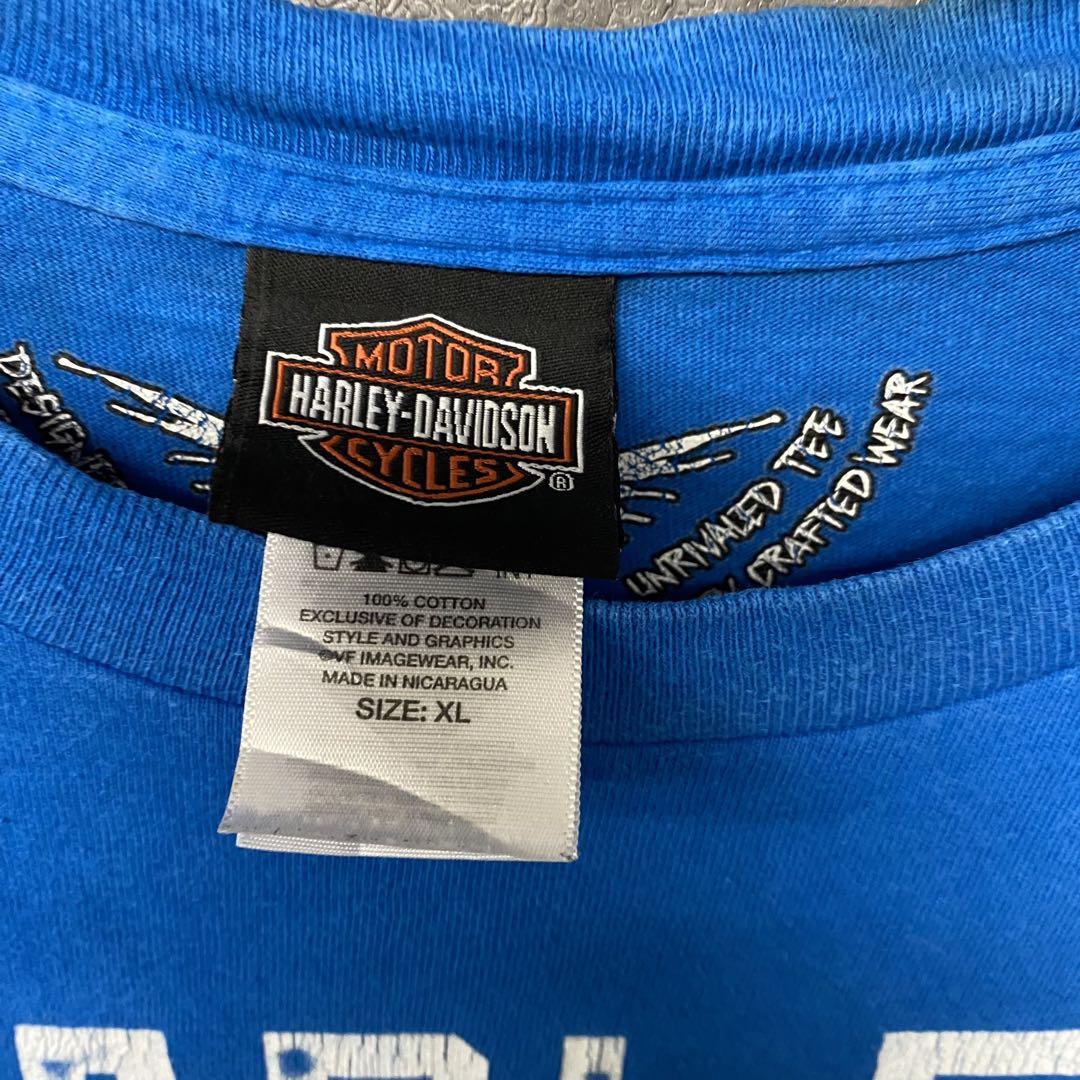 MOTOR
HARLEY-DAVIDSON
CYCLES
®
UNRIVALED TEE
CRAFTED WEAR
100% COTTON
EXCLUSIVE OF DECORATION
STYLE AND GRAPHICS
©VF IMAGEWEAR, INC.
MADE IN NICARAGUA
SIZE: XL